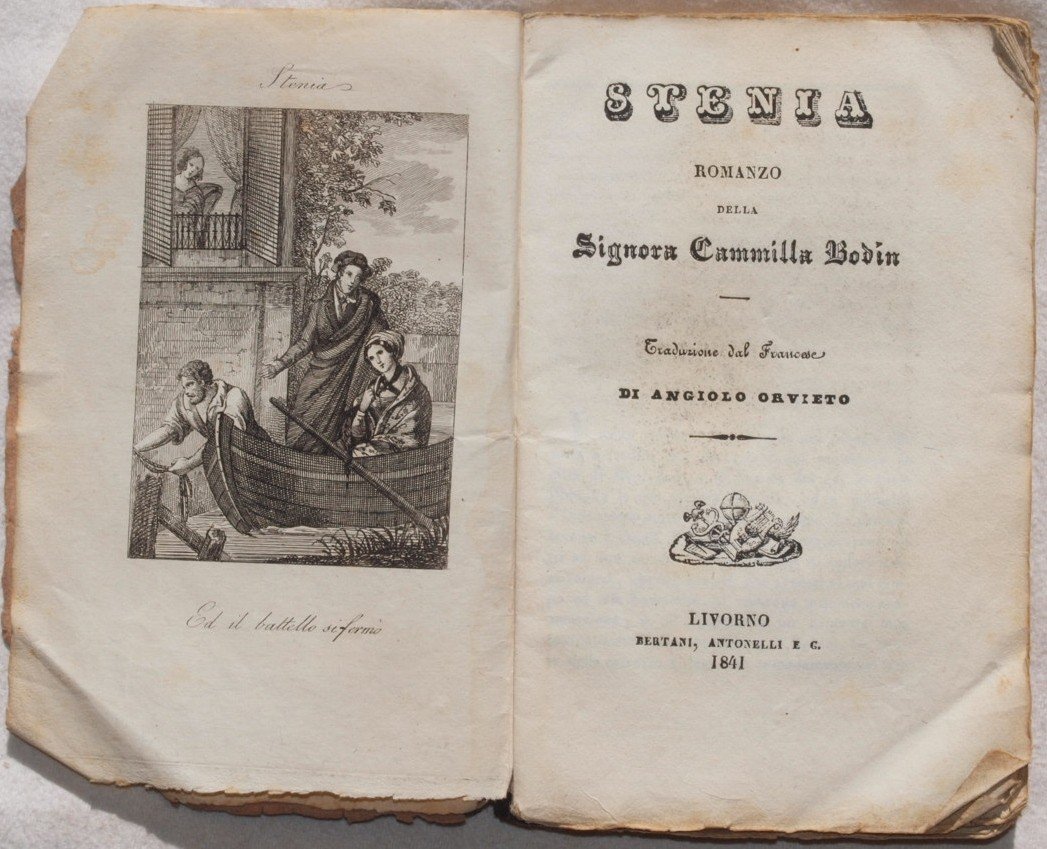 Stenia
Ed il battello si fermò
STENIA
ROMANZO
DELLA
Signora Cammilla Bodin
Traduzione dal Francese
DI ANGIOLO ORVIETO
LIVORNO
BERTANI, ANTONELLI E C.
1841